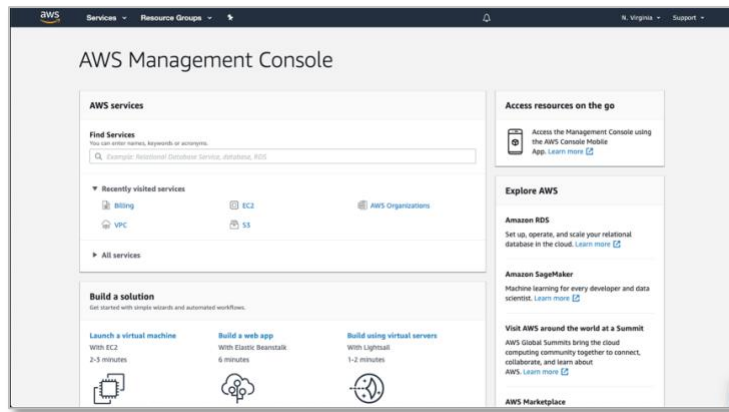 aws
Services
Resource Groups
N. Virginia
Support
AWS Management Console
AWS services
Find Services
You can enter names, keywords or acronyms.
Example: Relational Database Service, database, RDS
Recently visited services
Billing
EC2
AWS Organizations
VPC
S3
All services
Build a solution
Get started with simple wizards and automated workflows.
Launch a virtual machine
With EC2
2-3 minutes
Build a web app
With Elastic Beanstalk
6 minutes
Build using virtual servers
With Lightsail
1-2 minutes
Access resources on the go
Access the Management Console using
the AWS Console Mobile
App. Learn more
Explore AWS
Amazon RDS
Set up, operate, and scale your relational
database in the cloud. Learn more
Amazon SageMaker
Machine learning for every developer and data
scientist. Learn more
Visit AWS around the world at a Summit
AWS Global Summits bring the cloud
computing community together to connect,
collaborate, and learn about
AWS. Learn more
AWS Marketplace